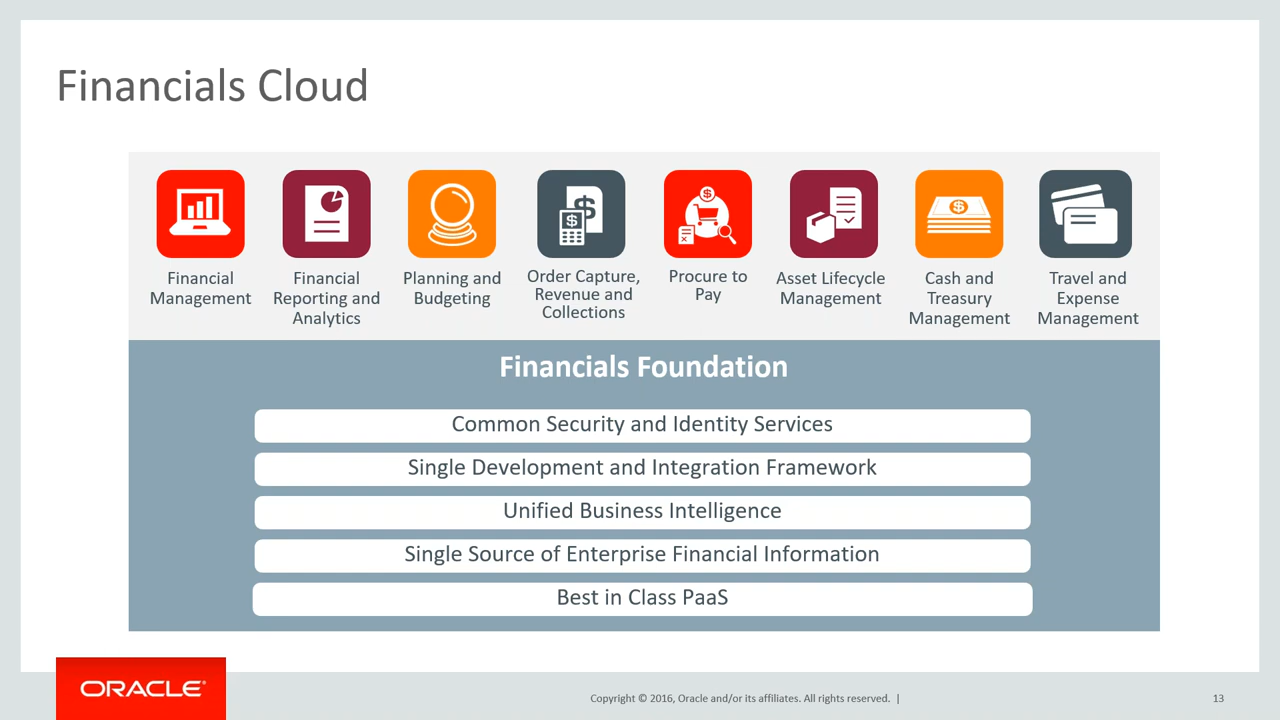 Financials Cloud
Financial
Management
Financial
Reporting and
Analytics
Planning and
Budgeting
Order Capture,
Revenue and
Collections
Procure to
Pay
Asset Lifecycle
Management
Cash and
Treasury
Management
Travel and
Expense
Management
Financials Foundation
Common Security and Identity Services
Single Development and Integration Framework
Unified Business Intelligence
Single Source of Enterprise Financial Information
Best in Class PaaS
ORACLE®
Copyright © 2016, Oracle and/or its affiliates. All rights reserved. |
13